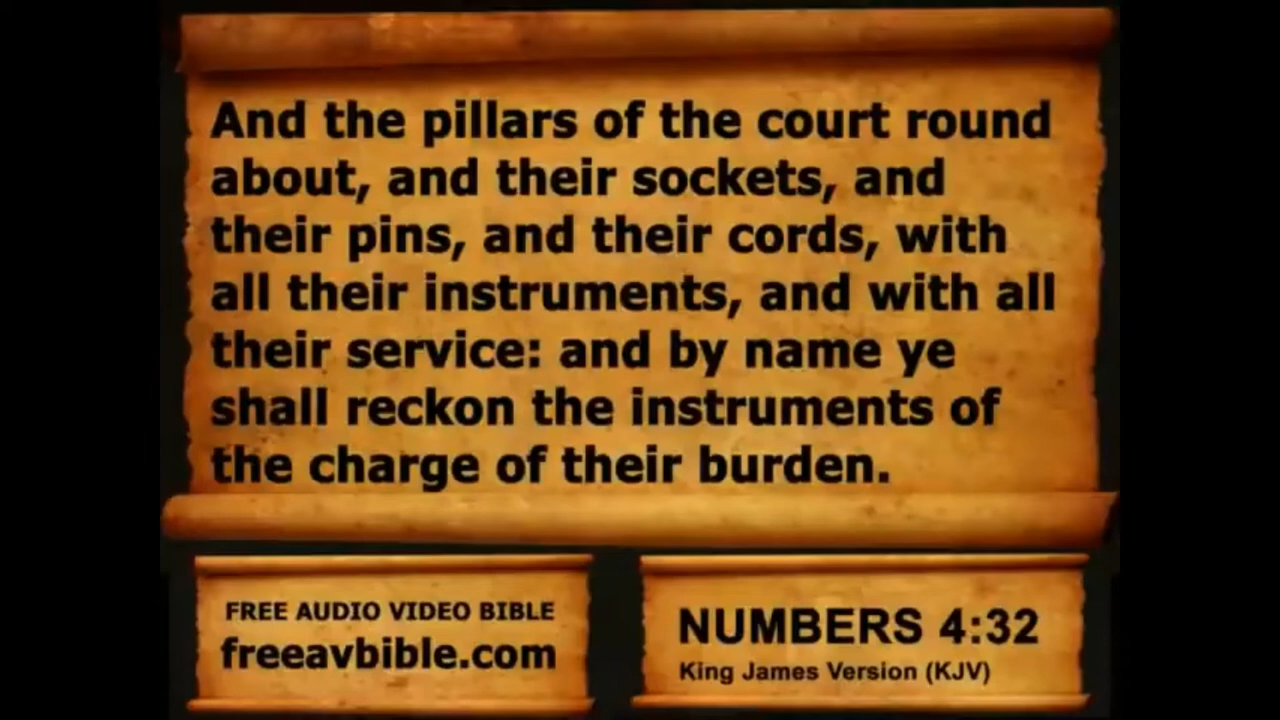 And the pillars of the court round
about, and their sockets, and
their pins, and their cords, with
all their instruments, and with all
their service: and by name ye
shall reckon the instruments of
the charge of their burden.
FREE AUDIO VIDEO BIBLE
freeavbible.com
NUMBERS 4:32
King James Version (KJV)